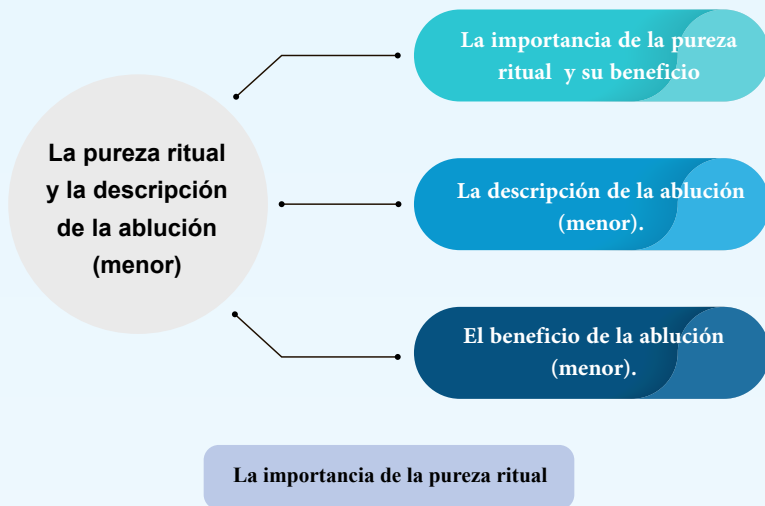 La pureza ritual
y la descripción
de la ablución
(menor)
La importancia de la pureza
ritual y su beneficio
La descripción de la ablución
(menor).
El beneficio de la ablución
(menor).
La importancia de la pureza ritual